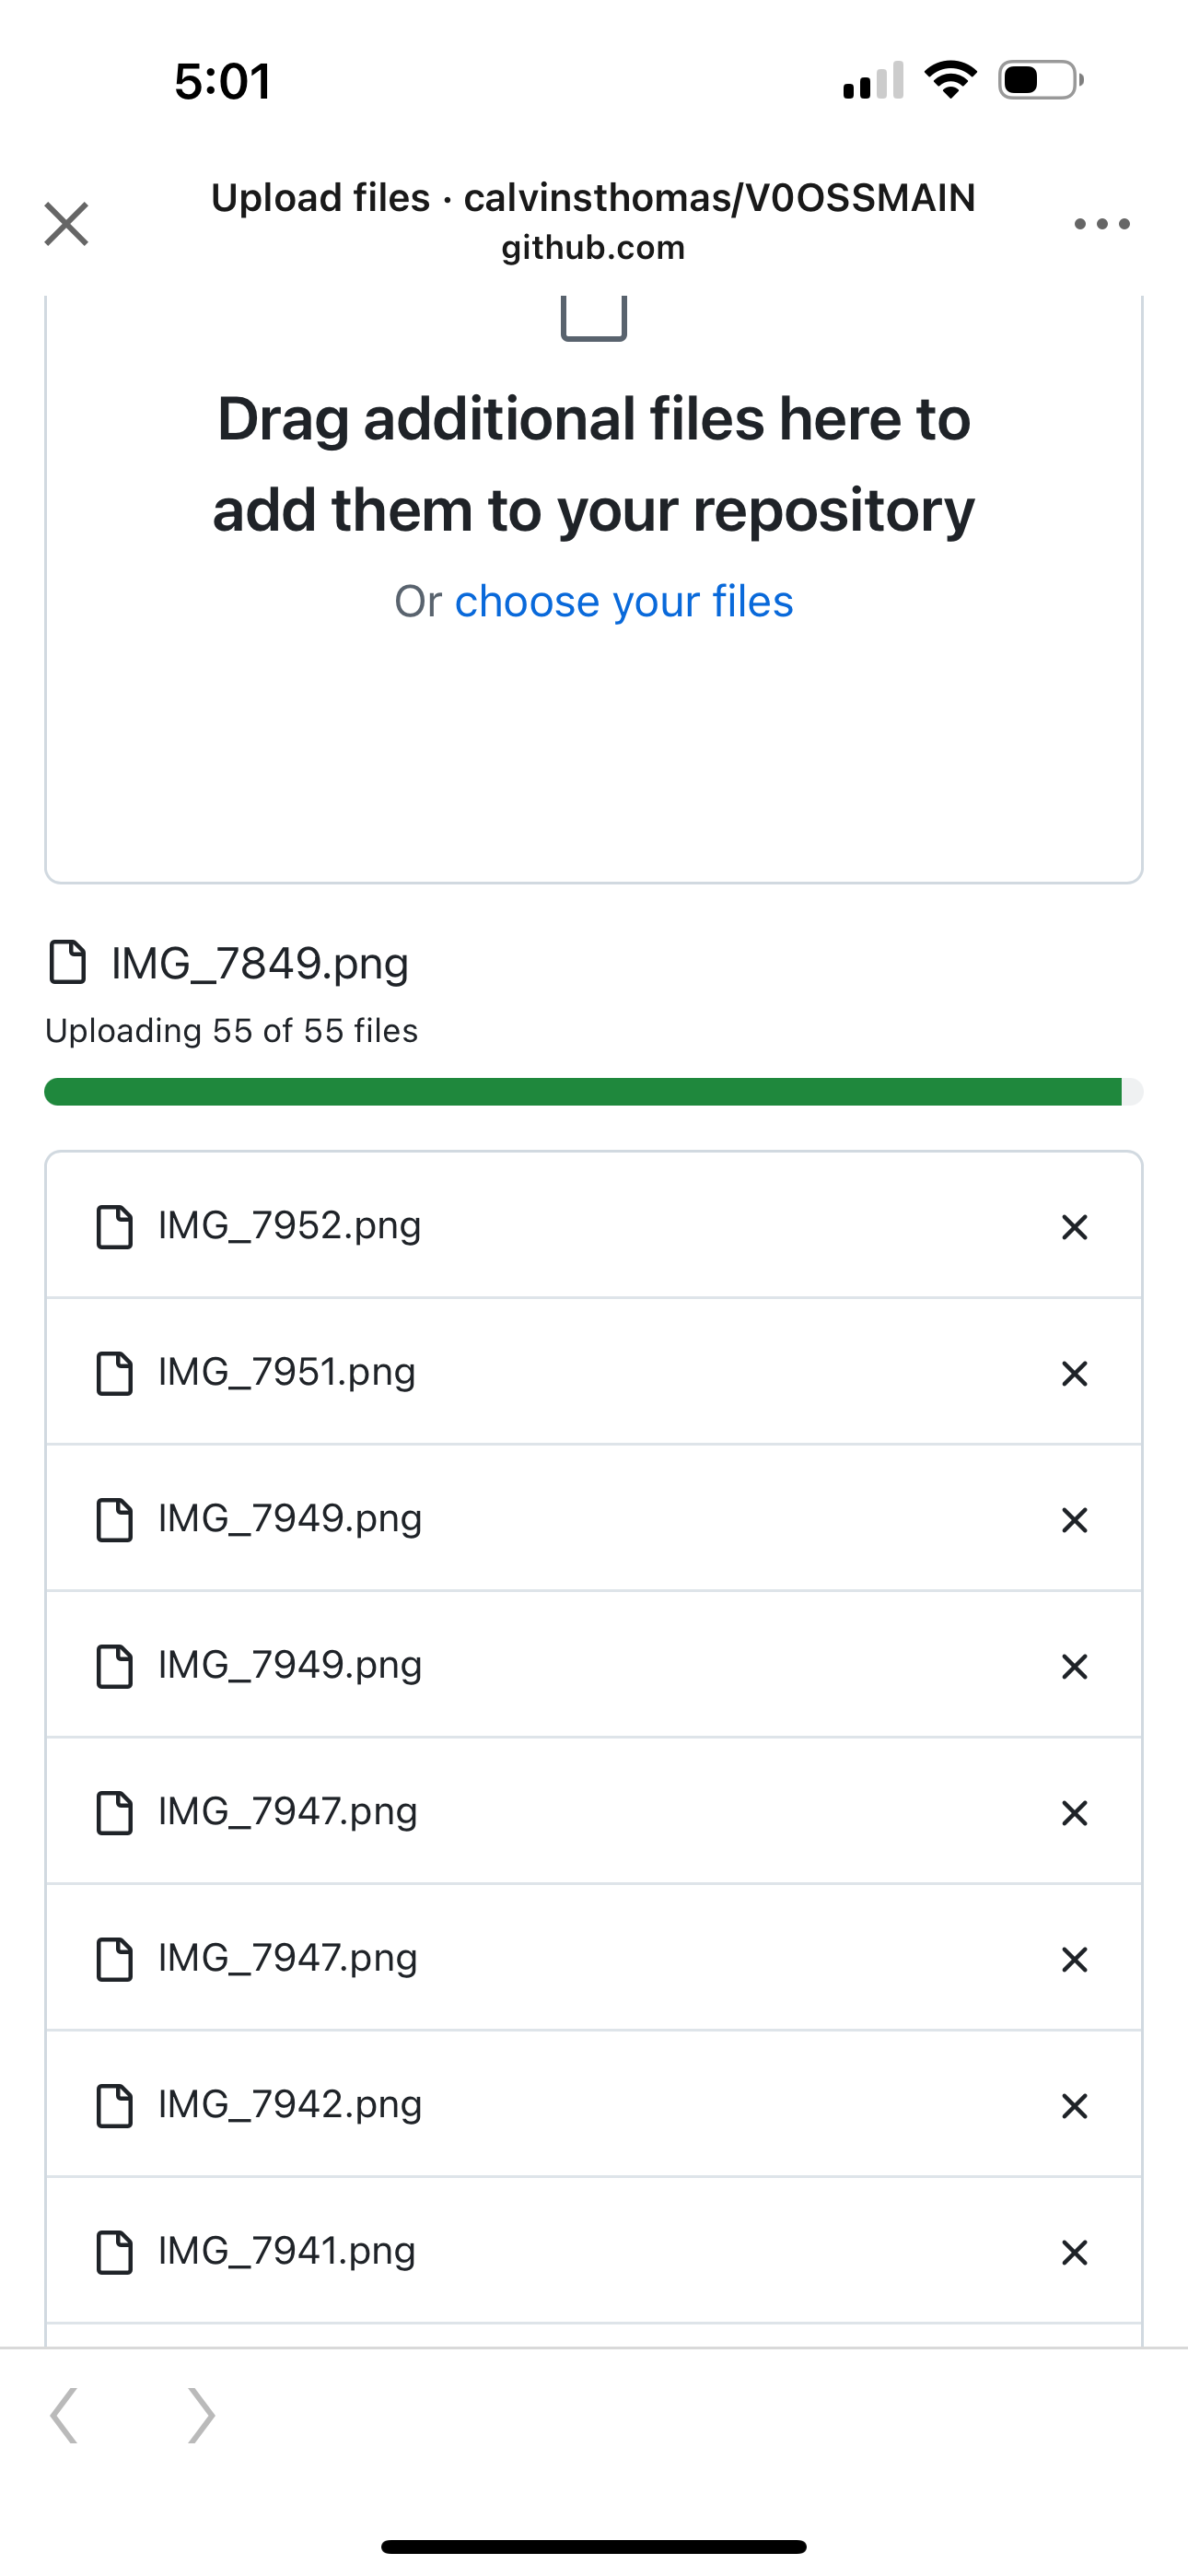 5:01
Upload files · calvinsthomas/V0OSSMAIN
github.com
Drag additional files here to
add them to your repository
Or choose your files
IMG_7849.png
Uploading 55 of 55 files
IMG_7952.png
IMG_7951.png
IMG_7949.png
IMG_7949.png
IMG_7947.png
IMG_7947.png
IMG_7942.png
IMG_7941.png